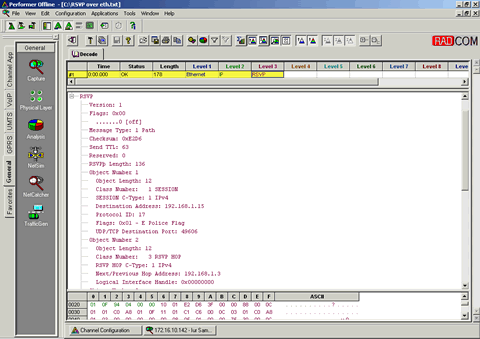 Performer Offline - [C:\RSVP over eth.txt]
File View Edit Configuration Applications Tools Window Help
RADCOM
General
Decode
Time Status Length Level 1 Level 2 Level 3 Level 4 Level 5 Level 6 Level 7 Level 8 Leve
#1 0:00.000 OK 178 Ethernet IP RSVP
Channel App
VoIP
UMTS
GPRS
General
Favorites
Capture
Physical Layer
Analysis
NetSim
NetCatcher
TrafficGen
RSVP
Version: 1
Flags: 0x00
.......0 [off]
Message Type: 1 Path
Checksum: 0xE2D6
Send TTL: 63
Reserved: 0
RSVPp Length: 136
Object Number 1
Object Length: 12
Class Number: 1 SESSION
SESSION C-Type: 1 IPv4
Destination Address: 192.168.1.15
Protocol ID: 17
Flags: 0x01 - E Police Flag
UDP/TCP Destination Port: 48606
Object Number 2
Object Length: 12
Class Number: 3 RSVP HOP
RSVP HOP C-Type: 1 IPv4
Next/Previous Hop Address: 192.168.1.3
Logical Interface Handle: 0x00000000
0 1 2 3 4 5 6 7 8 9 A B C D E F ASCII
0020 01 0F 94 04 00 00 10 01 E2 D6 3F 00 00 88 00 0C
0030 01 01 C0 A8 01 0F 11 01 C1 C6 00 0C 03 01 C0 A8
Channel Configuration
172.16.10.142 - Iur Sam...